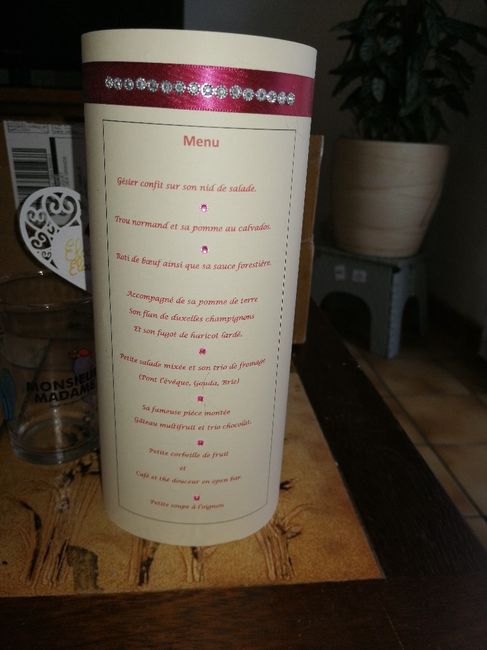 Menu
Gésier confit sur son nid de salade.
Trou normand et sa pomme au calvados.
Roti de bœuf ainsi que sa sauce forestière.
Accompagné de sa pomme de terre
Son flan de duxelles champignons
Et son fagot de haricot lardé.
Petite salade mixée et son trio de fromage
(Pont l'évêque, Gouda, Brie)
Sa fameuse pièce montée
Gâteau multifruit et trio chocolat.
Petite corbeille de fruit
et
Café et thé douceur en open bar.
Petite soupe à l'oignon
MONSIEUR
MADAME